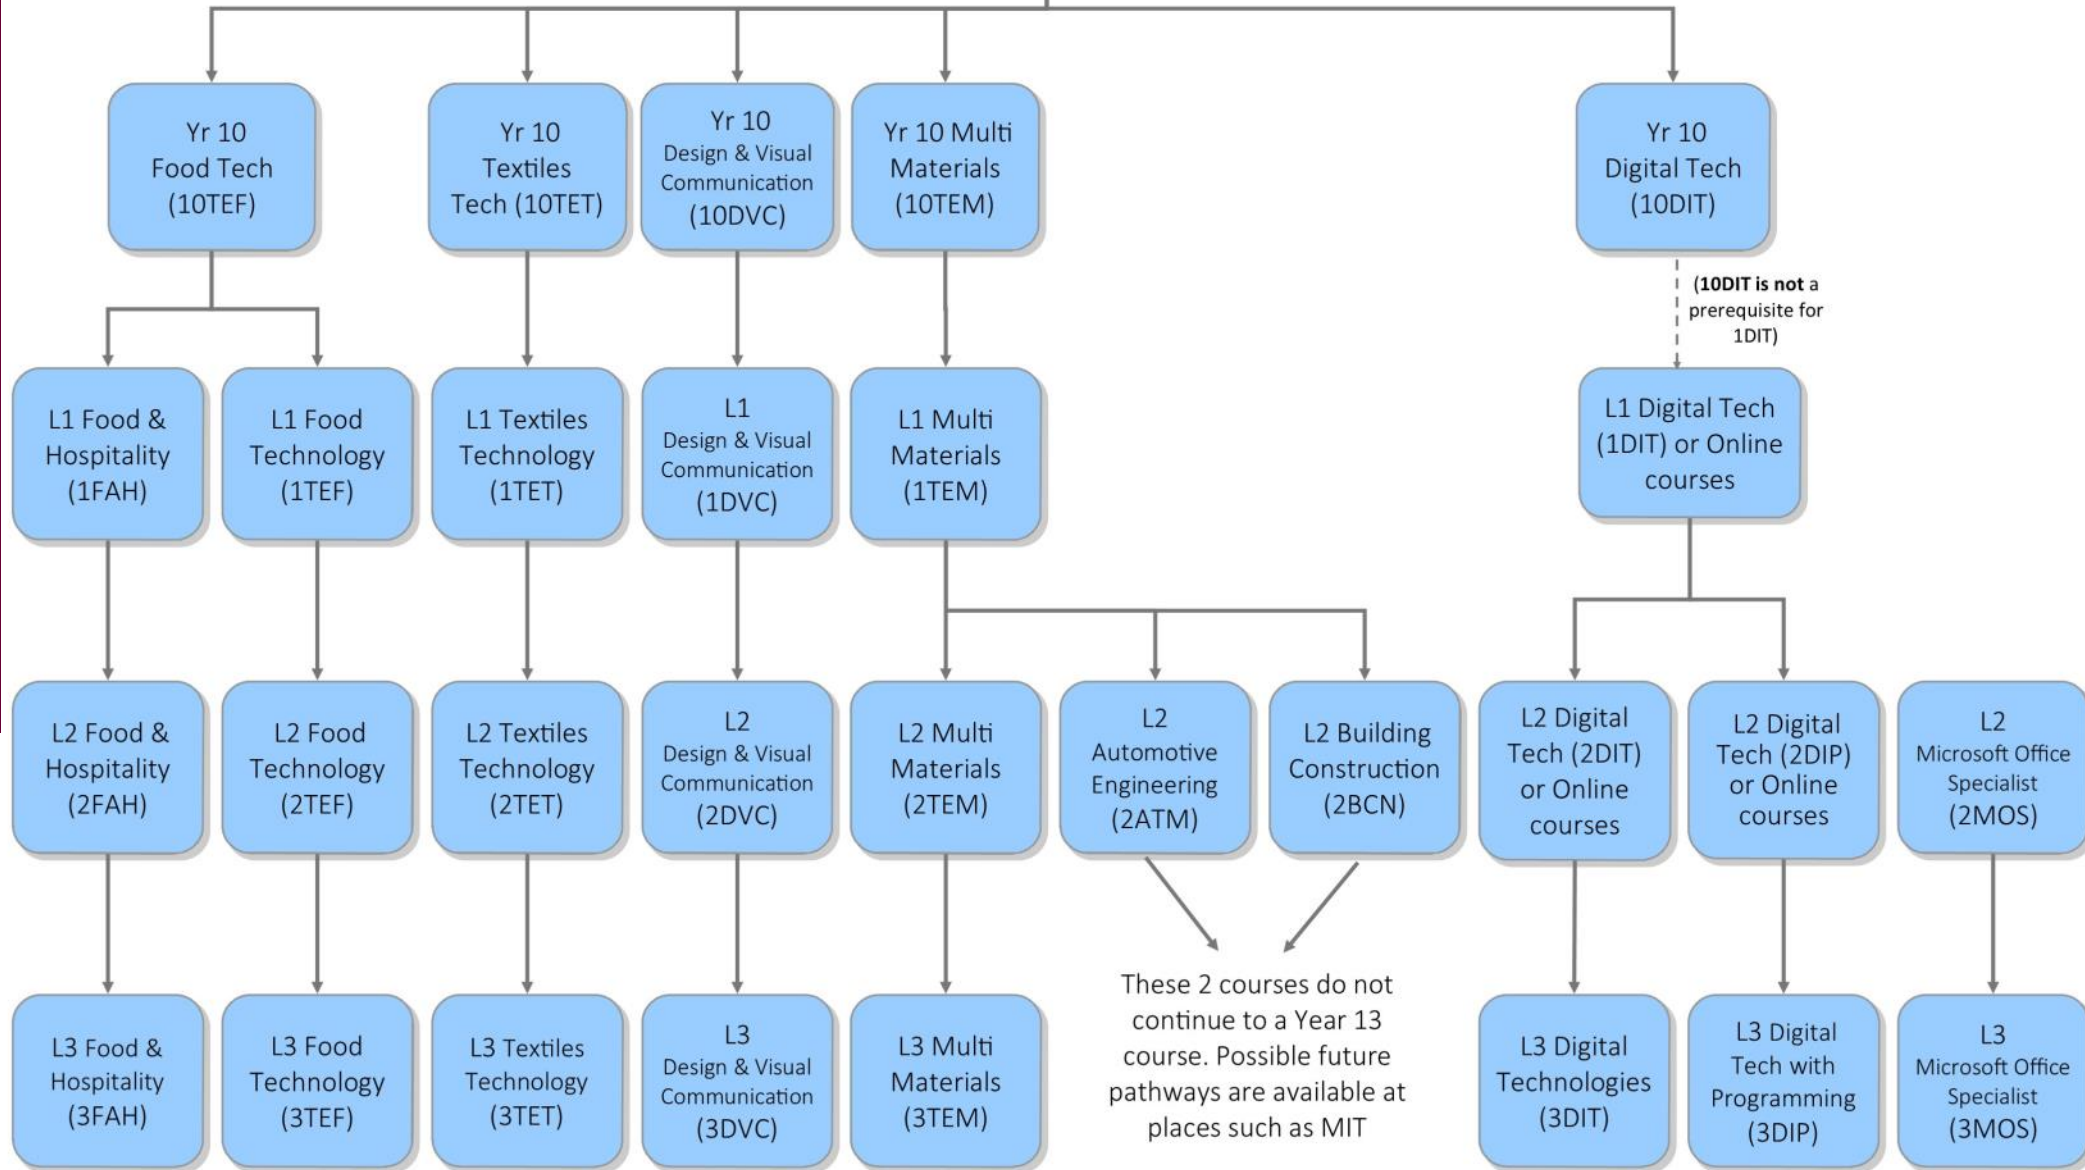 Yr 10
Food Tech
(10TEF)
Yr 10
Textiles
Tech (10TET)
Yr 10
Design & Visual
Communication
(10DVC)
Yr 10 Multi
Materials
(10TEM)
Yr 10
Digital Tech
(10DIT)
(10DIT is not a
prerequisite for
1DIT)
L1 Food &
Hospitality
(1FAH)
L1 Food
Technology
(1TEF)
L1 Textiles
Technology
(1TET)
L1
Design & Visual
Communication
(1DVC)
L1 Multi
Materials
(1TEM)
L1 Digital Tech
(1DIT) or Online
courses
L2 Food &
Hospitality
(2FAH)
L2 Food
Technology
(2TEF)
L2 Textiles
Technology
(2TET)
L2
Design & Visual
Communication
(2DVC)
L2 Multi
Materials
(2TEM)
L2
Automotive
Engineering
(2ATM)
L2 Building
Construction
(2BCN)
L2 Digital
Tech (2DIT)
or Online
courses
L2 Digital
Tech (2DIP)
or Online
courses
L2
Microsoft Office
Specialist
(2MOS)
L3 Food &
Hospitality
(3FAH)
L3 Food
Technology
(3TEF)
L3 Textiles
Technology
(3TET)
L3
Design & Visual
Communication
(3DVC)
L3 Multi
Materials
(3TEM)
These 2 courses do not
continue to a Year 13
course. Possible future
pathways are available at
places such as MIT
L3 Digital
Technologies
(3DIT)
L3 Digital
Tech with
Programming
(3DIP)
L3
Microsoft Office
Specialist
(3MOS)